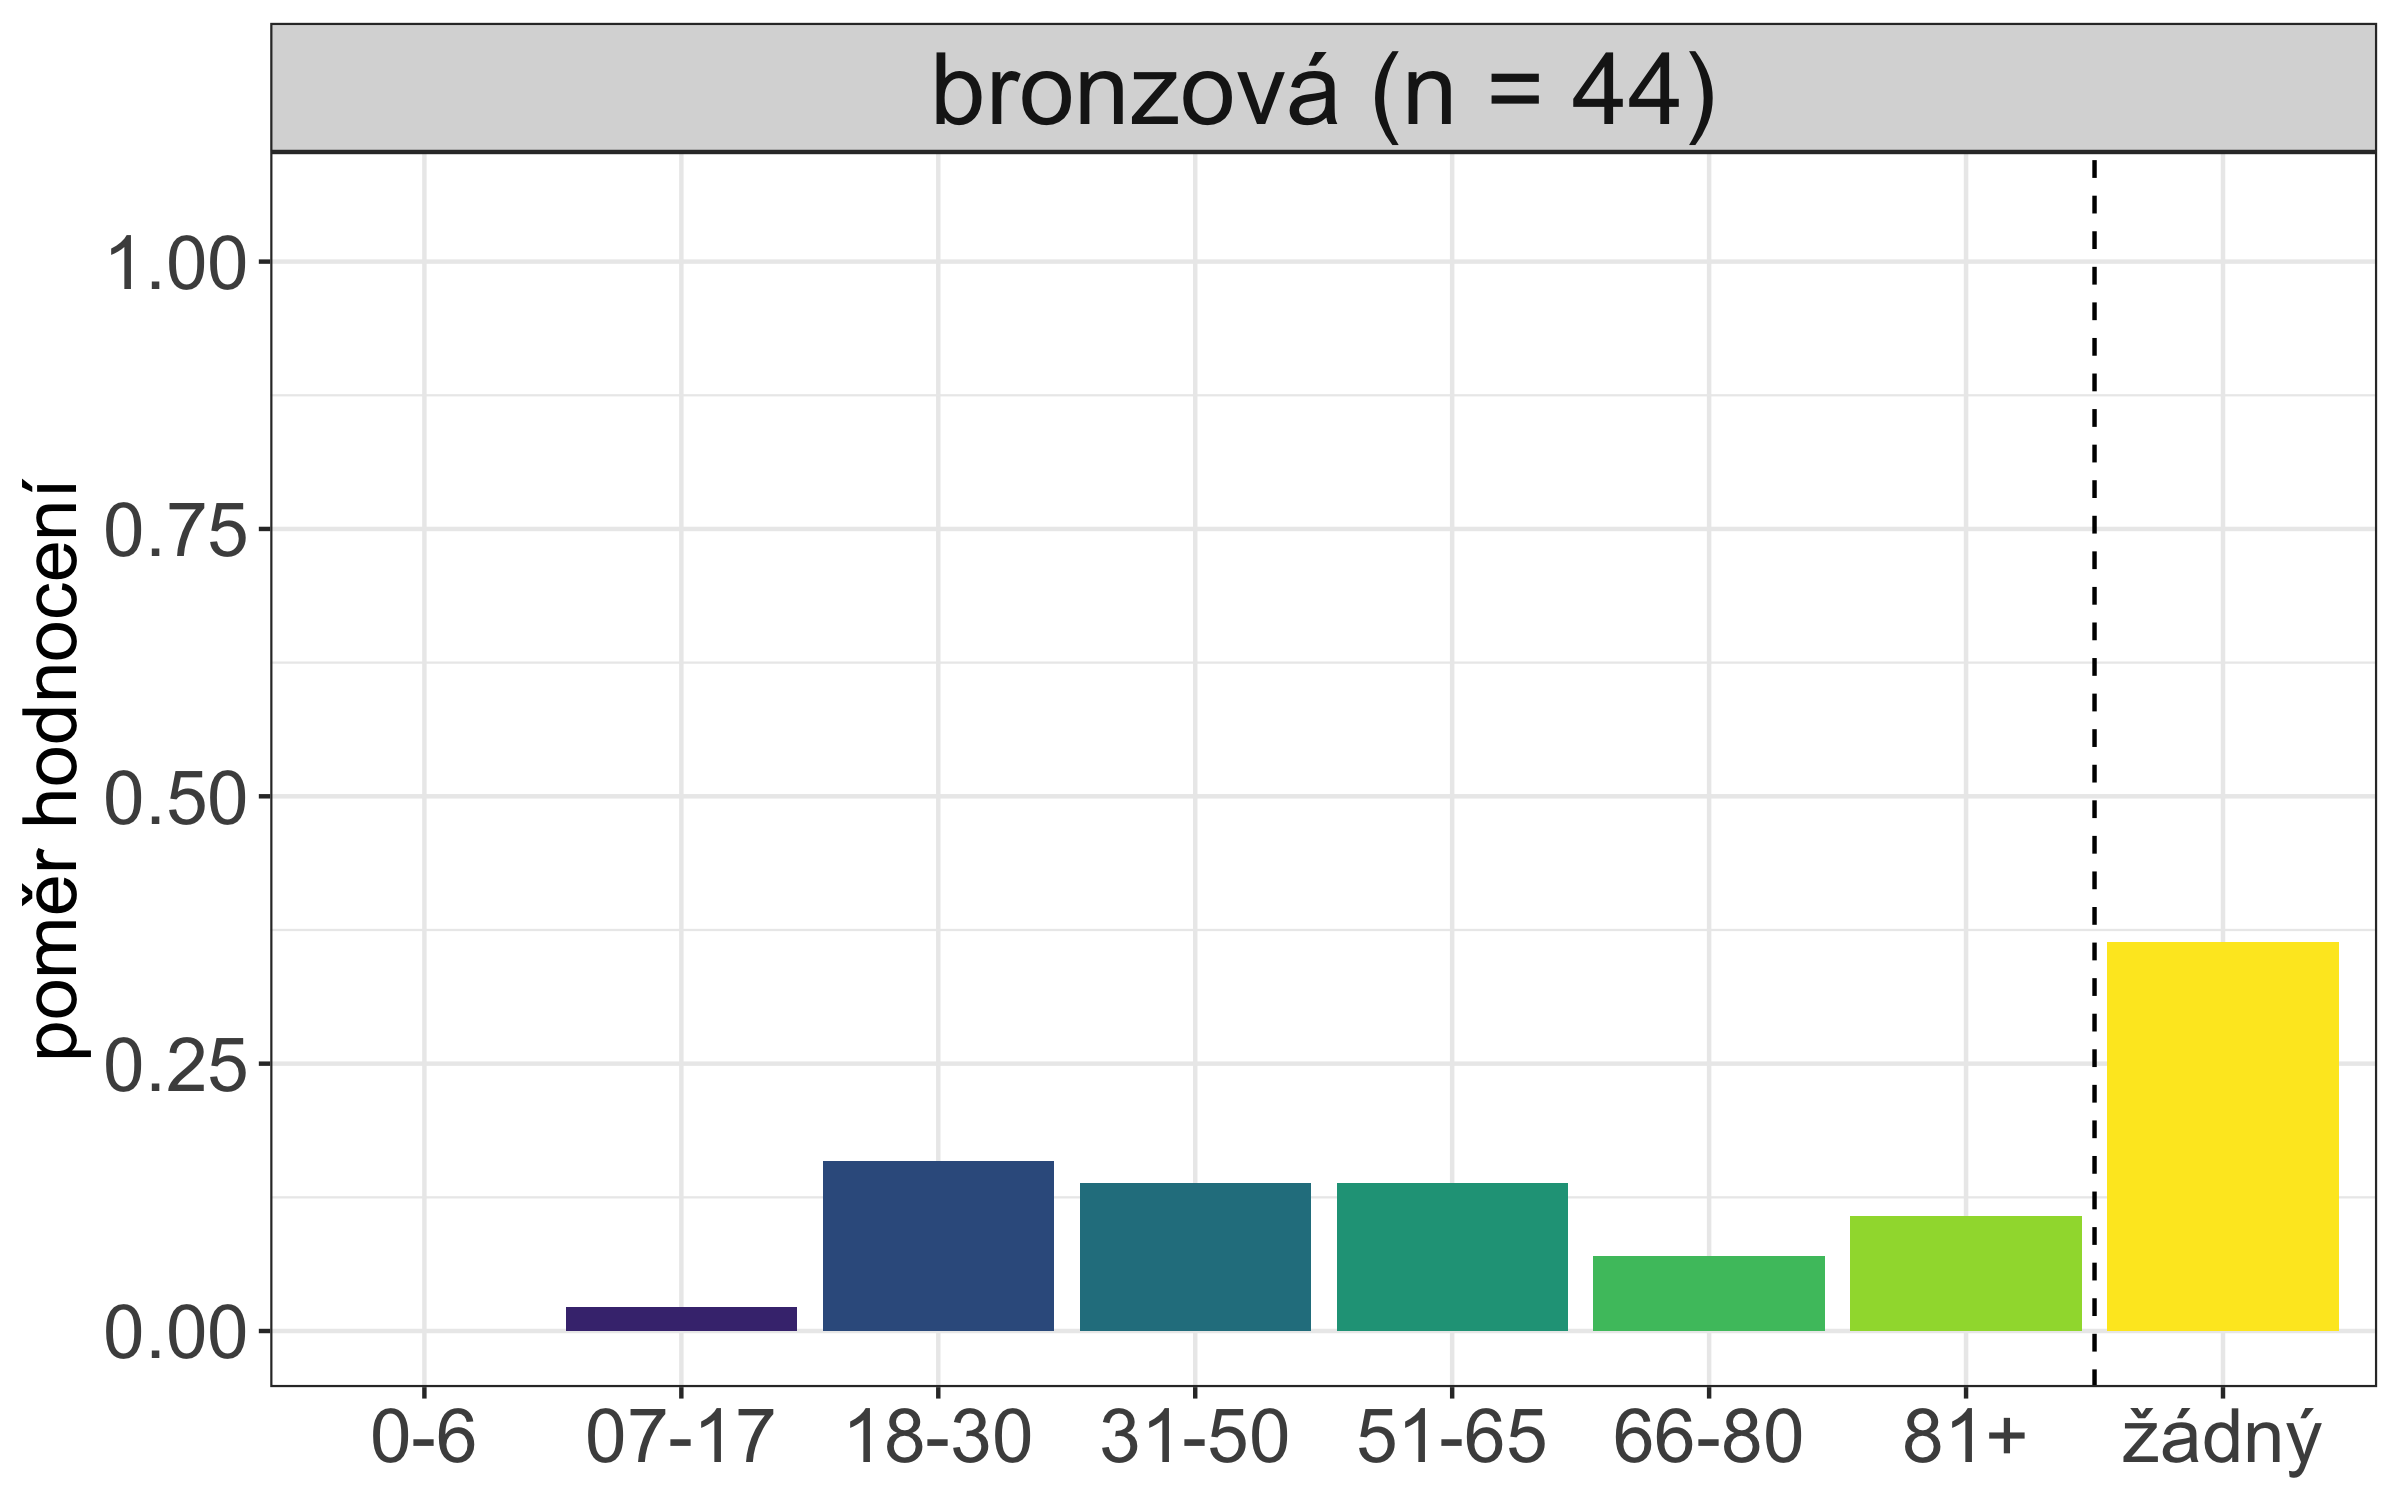 bronzová (n = 44)
poměr hodnocení
1.00
0.75
0.50
0.25
0.00
0-6 07-17 18-30 31-50 51-65 66-80 81+ žádný